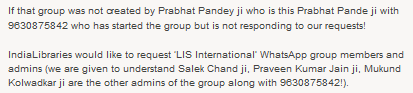 If that group was not created by Prabhat Pandey ji who is this Prabhat Pande ji with
9630875842 who has started the group but is not responding to our requests!
IndiaLibraries would like to request 'LIS International' WhatsApp group members and
admins (we are given to understand Salek Chand ji, Praveen Kumar Jain ji, Mukund
Kolwadkar ji are the other admins of the group along with 9630875842!).